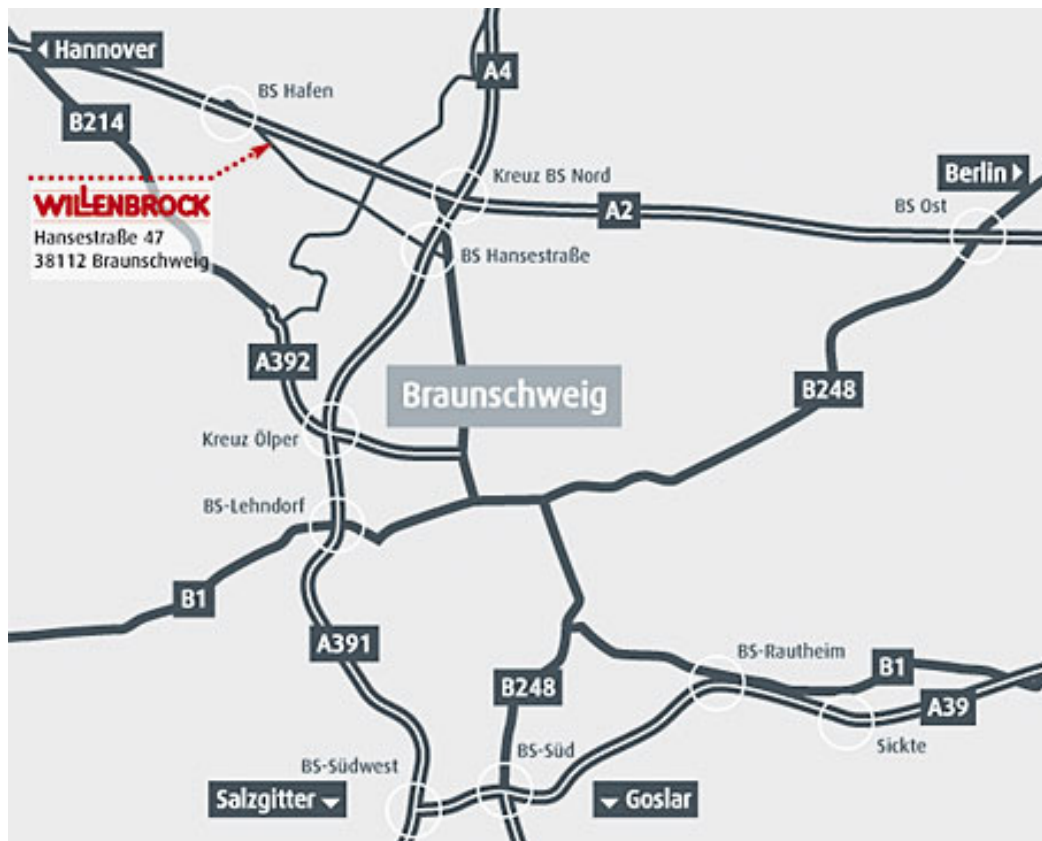 Hannover
A4
BS Hafen
B214
Kreuz BS Nord
Berlin
WILLENBROCK
Hansestraße 47
38112 Braunschweig
A2
BS Ost
BS Hansestraße
A392
Braunschweig
B248
Kreuz Ölper
BS-Lehndorf
B1
A391
BS-Rautheim
B1
B248
A39
Sickte
BS-Süd
BS-Südwest
Salzgitter
Goslar